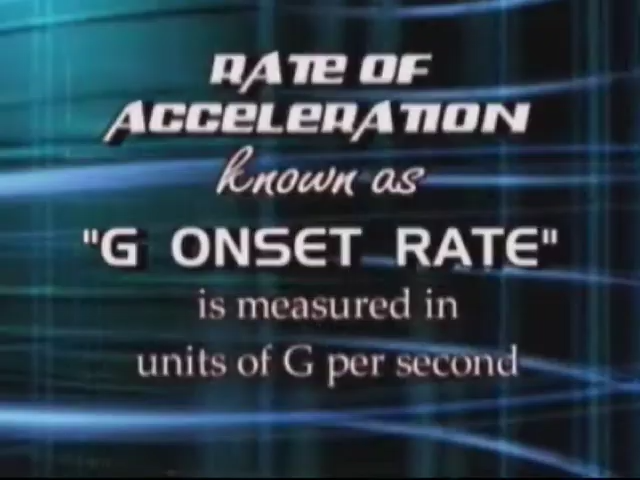 RATE OF
ACCELERATION
known as
"G ONSET RATE"
is measured in
units of G per second